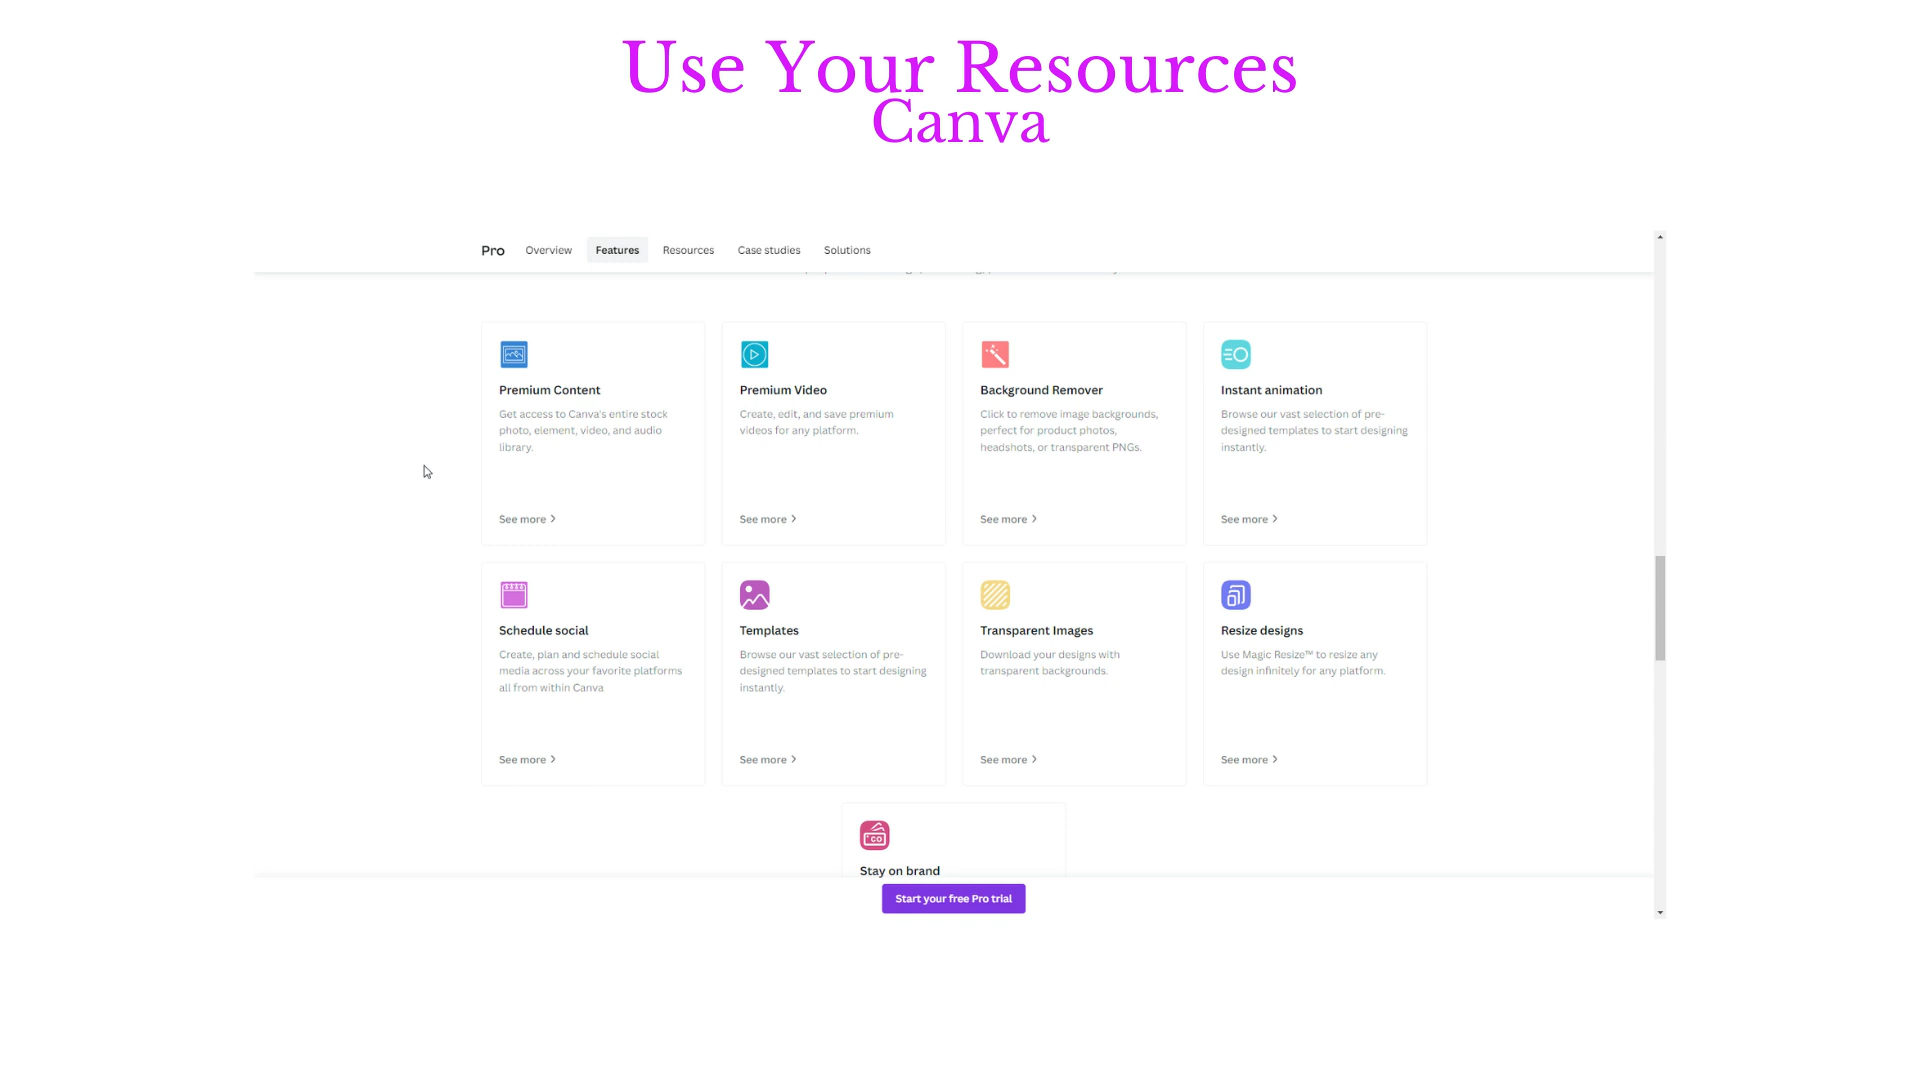 Use Your Resources
Canva
Pro Overview Features Resources Case studies Solutions
Premium Content
Get access to Canva's entire stock
photo, element, video, and audio
library.
See more
Premium Video
Create, edit, and save premium
videos for any platform.
See more
Background Remover
Click to remove image backgrounds,
perfect for product photos,
headshots, or transparent PNGs.
See more
Instant animation
Browse our vast selection of pre-
designed templates to start designing
instantly.
See more
Schedule social
Create, plan and schedule social
media across your favorite platforms
all from within Canva
See more
Templates
Browse our vast selection of pre-
designed templates to start designing
instantly.
See more
Transparent Images
Download your designs with
transparent backgrounds.
See more
Resize designs
Use Magic Resize™ to resize any
design infinitely for any platform.
See more
CO
Stay on brand
Start your free Pro trial